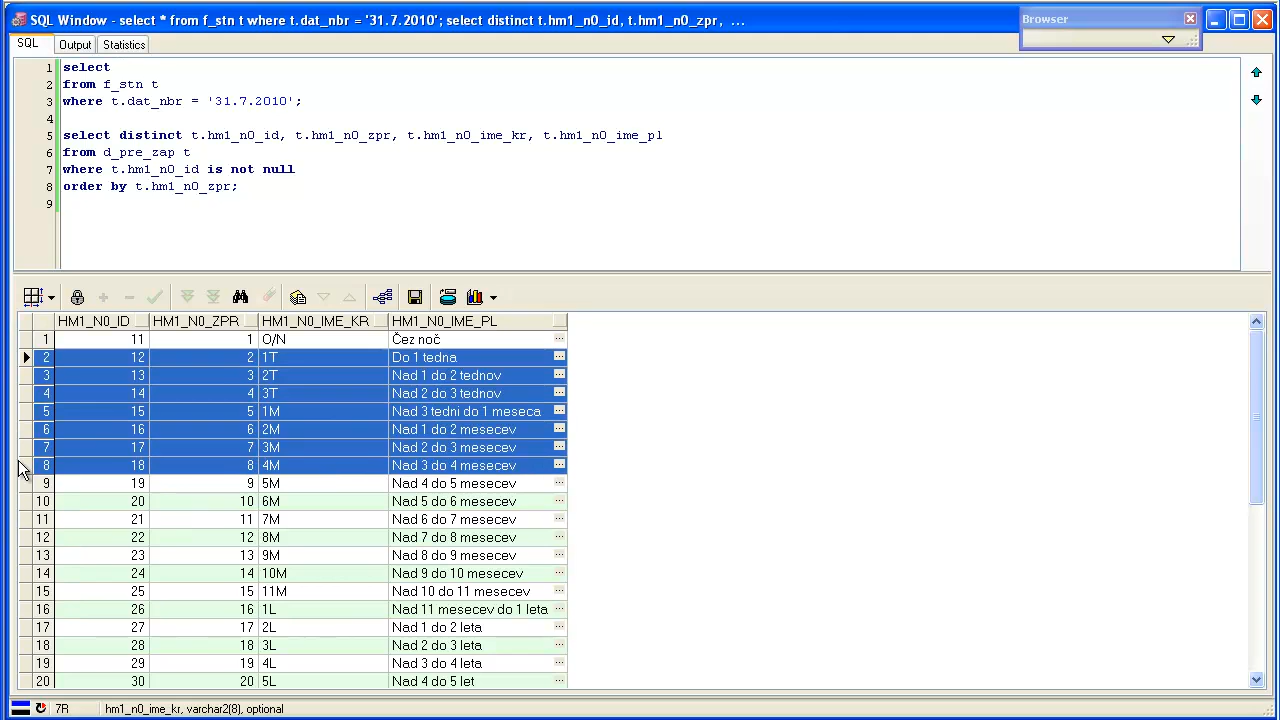 SQL Window - select * from f_stn t where t.dat_nbr = '31.7.2010'; select distinct t.hm1_n0_id, t.hm1_n0_zpr, ...
Browser
SQL Output Statistics
1 select
2 from f_stn t
3 where t.dat_nbr = '31.7.2010';
4
5 select distinct t.hm1_n0_id, t.hm1_n0_zpr, t.hm1_n0_ime_kr, t.hm1_n0_ime_pl
6 from d_pre_zap t
7 where t.hm1_n0_id is not null
8 order by t.hm1_n0_zpr;
9
HM1_N0_ID HM1_N0_ZPR HM1_N0_IME_KR HM1_N0_IME_PL
1 11 1 O/N Čez noč ...
2 12 2 1T Do 1 tedna ...
3 13 3 2T Nad 1 do 2 tednov ...
4 14 4 3T Nad 2 do 3 tednov ...
5 15 5 1M Nad 3 tedni do 1 meseca ...
6 16 6 2M Nad 1 do 2 mesecev ...
7 17 7 3M Nad 2 do 3 mesecev ...
8 18 8 4M Nad 3 do 4 mesecev ...
9 19 9 5M Nad 4 do 5 mesecev ...
10 20 10 6M Nad 5 do 6 mesecev ...
11 21 11 7M Nad 6 do 7 mesecev ...
12 22 12 8M Nad 7 do 8 mesecev ...
13 23 13 9M Nad 8 do 9 mesecev ...
14 24 14 10M Nad 9 do 10 mesecev ...
15 25 15 11M Nad 10 do 11 mesecev ...
16 26 16 1L Nad 11 mesecev do 1 leta ...
17 27 17 2L Nad 1 do 2 leta ...
18 28 18 3L Nad 2 do 3 leta ...
19 29 19 4L Nad 3 do 4 leta ...
20 30 20 5L Nad 4 do 5 let ...
7R hm1_n0_ime_kr, varchar2(8), optional